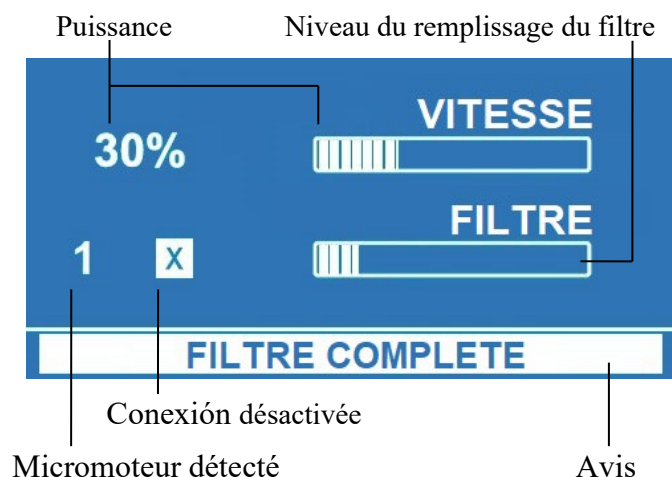 Puissance
Niveau du remplissage du filtre
VITESSE
30%
FILTRE
1 X
FILTRE COMPLETE
Conexión désactivée
Micromoteur détecté
Avis